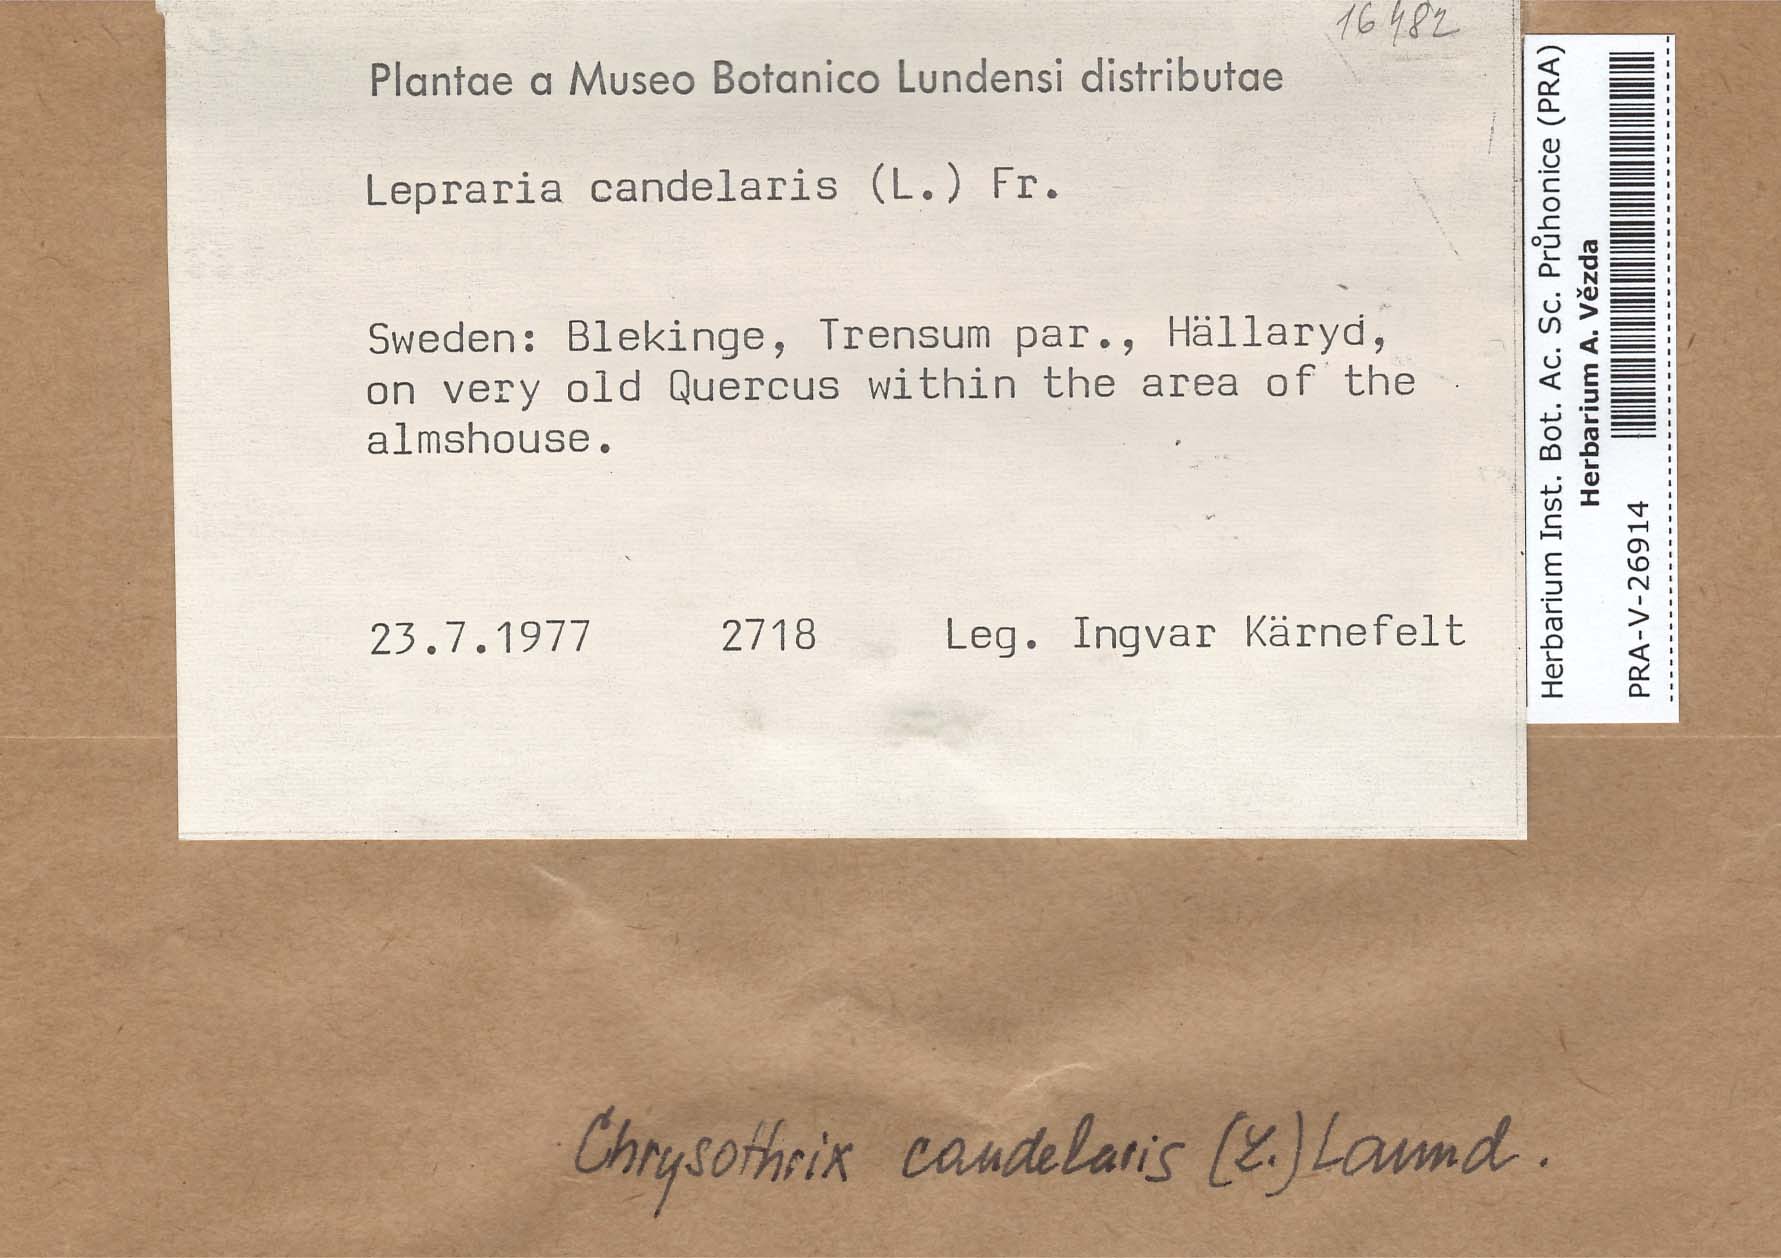 16482
Plantae a Museo Botanico Lundensi distributae
Lepraria candelaris (L.) Fr.
Sweden: Blekinge, Trensum par., Hällaryd,
on very old Quercus within the area of the
almshouse.
23.7.1977 2718 Leg. Ingvar Kärnefelt
Herbarium Inst. Bot. Ac. Sc. Průhonice (PRA)
Herbarium A. Vězda
PRA-V-26914
Chrysothrix candelaris (L.) Laund.